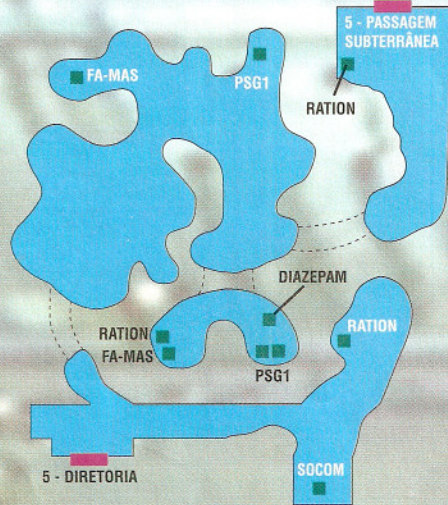 5 - PASSAGEM
SUBTERRÂNEA
FA-MAS
PSG1
RATION
DIAZEPAM
RATION
FA-MAS
RATION
PSG1
5 - DIRETORIA
SOCOM